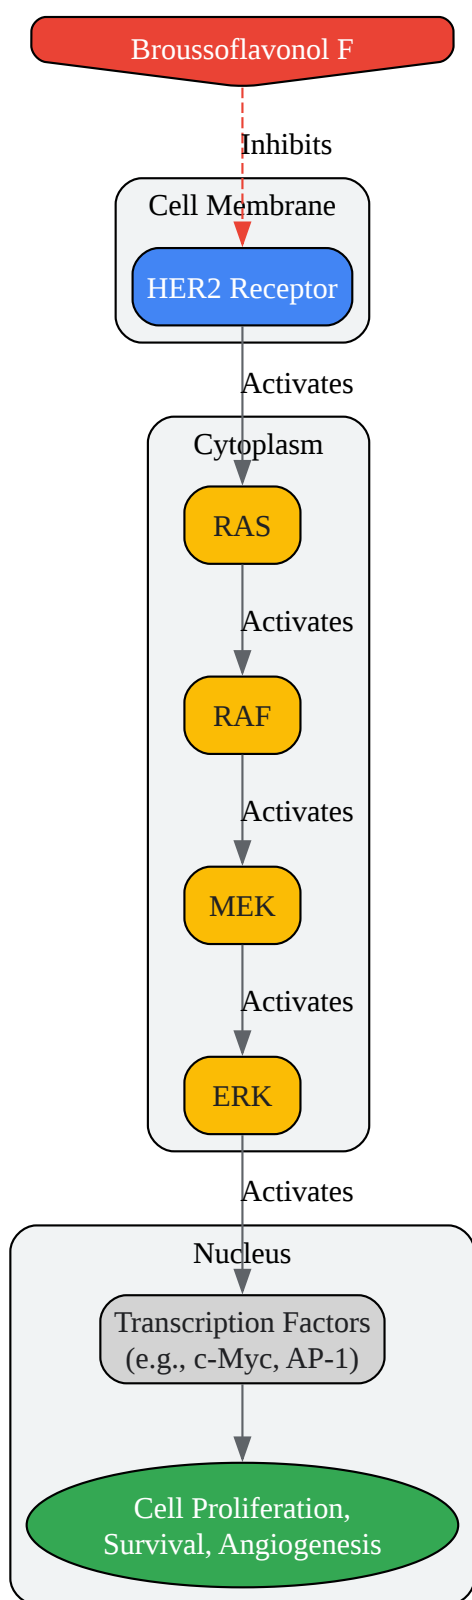 Broussoflavonol F
Inhibits
Cell Membrane
HER2 Receptor
Activates
Cytoplasm
RAS
Activates
RAF
Activates
MEK
Activates
ERK
Activates
Nucleus
Transcription Factors
(e.g., c-Myc, AP-1)
Cell Proliferation,
Survival, Angiogenesis